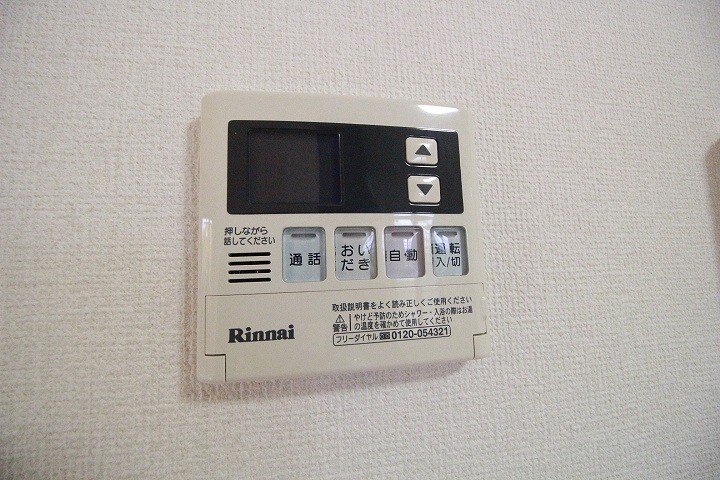 押しながら
話してください
通話
おい
だき
自動
運転
入/切
取扱説明書をよく読み正しくご使用ください
⚠
警告
やけど予防のためシャワー・入浴の際はお湯
の温度を確かめて使用してください
Rinnai
フリーダイヤル 0120-054321